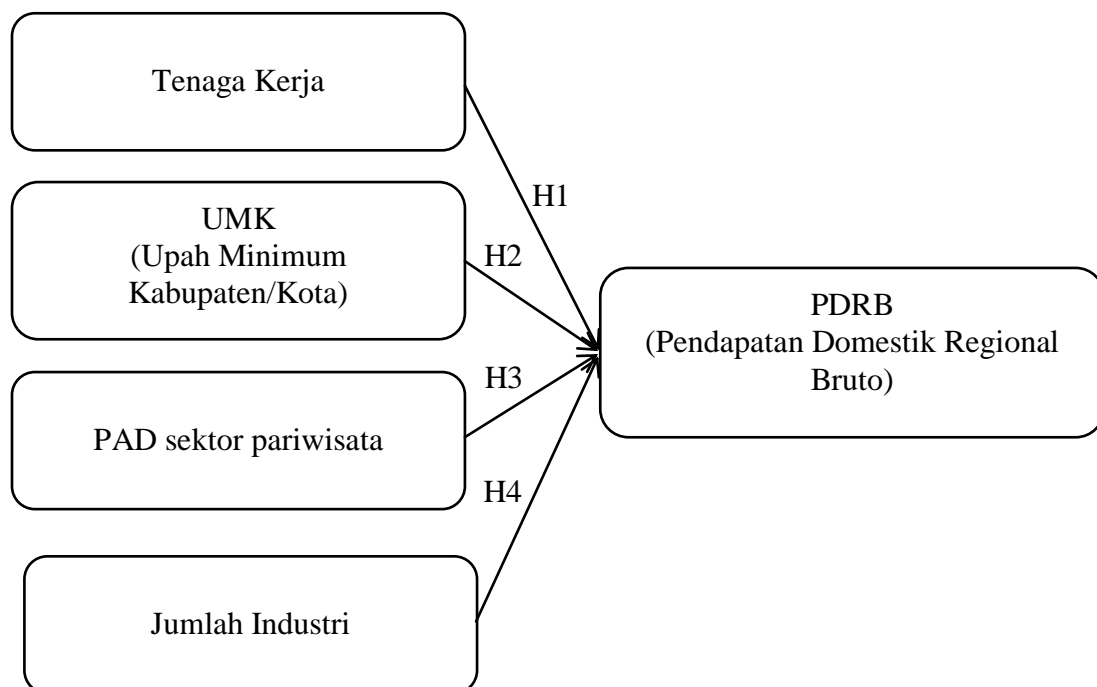 Tenaga Kerja
H1
UMK
(Upah Minimum
Kabupaten/Kota)
H2
PDRB
(Pendapatan Domestik Regional
Bruto)
H3
PAD sektor pariwisata
H4
Jumlah Industri